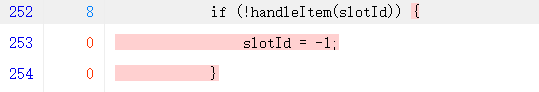 252 8 if (!handleItem(slotId)) {
253 0 slotId = -1;
254 0 }